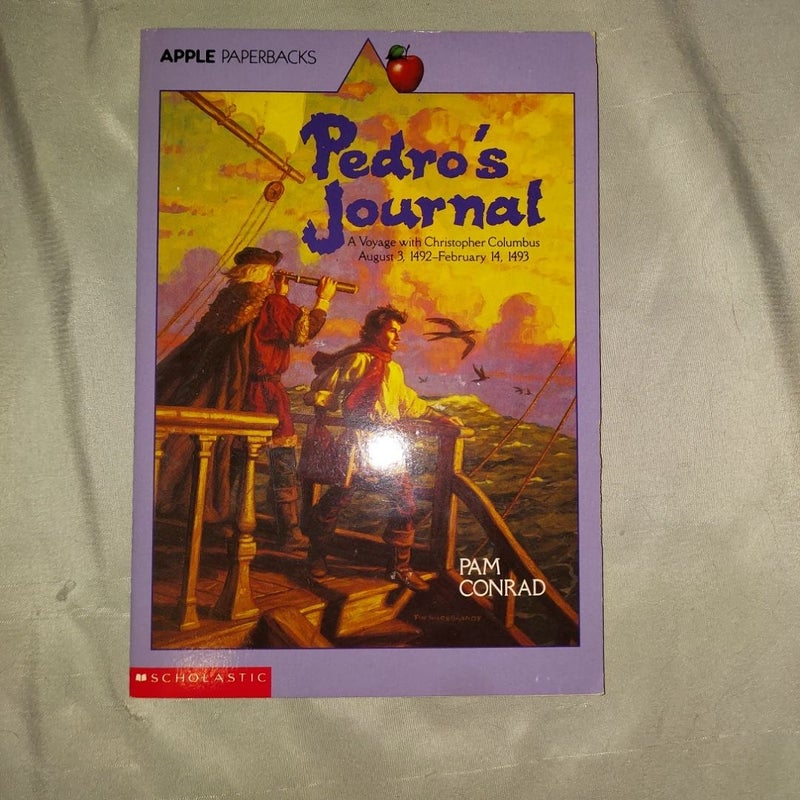 APPLE PAPERBACKS
Pedro's
Journal
A Voyage with Christopher Columbus
August 3, 1492–February 14, 1493
PAM
CONRAD
SCHOLASTIC